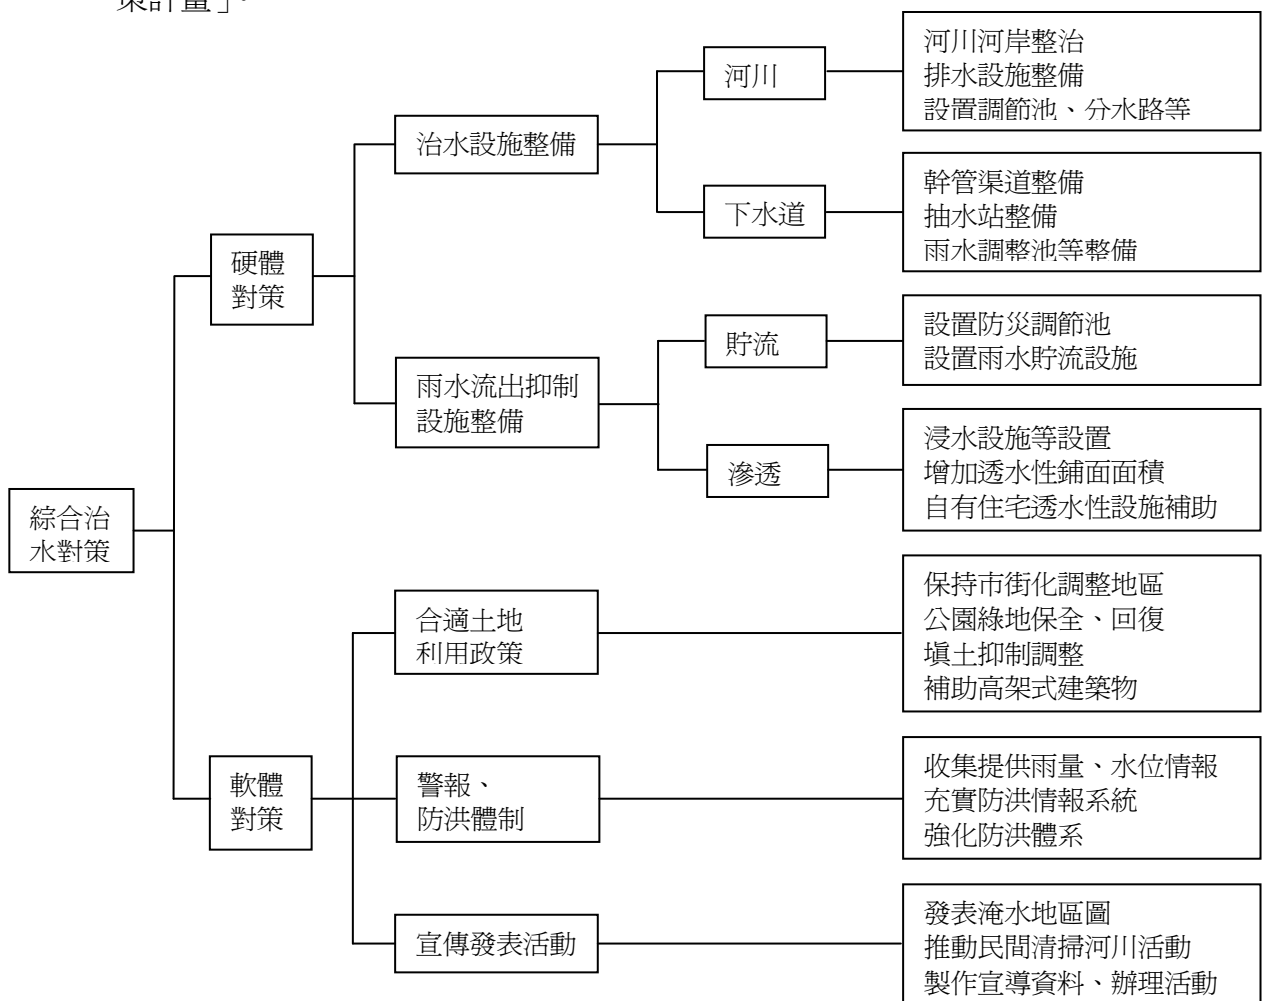 策計畫」。
綜合治
水對策
硬體
對策
治水設施整備
河川
河川河岸整治
排水設施整備
設置調節池、分水路等
下水道
幹管渠道整備
抽水站整備
雨水調整池等整備
雨水流出抑制
設施整備
貯流
設置防災調節池
設置雨水貯流設施
滲透
浸水設施等設置
增加透水性鋪面面積
自有住宅透水性設施補助
軟體
對策
合適土地
利用政策
保持市街化調整地區
公園綠地保全、回復
填土抑制調整
補助高架式建築物
警報、
防洪體制
收集提供雨量、水位情報
充實防洪情報系統
強化防洪體系
宣傳發表活動
發表淹水地區圖
推動民間清掃河川活動
製作宣導資料、辦理活動